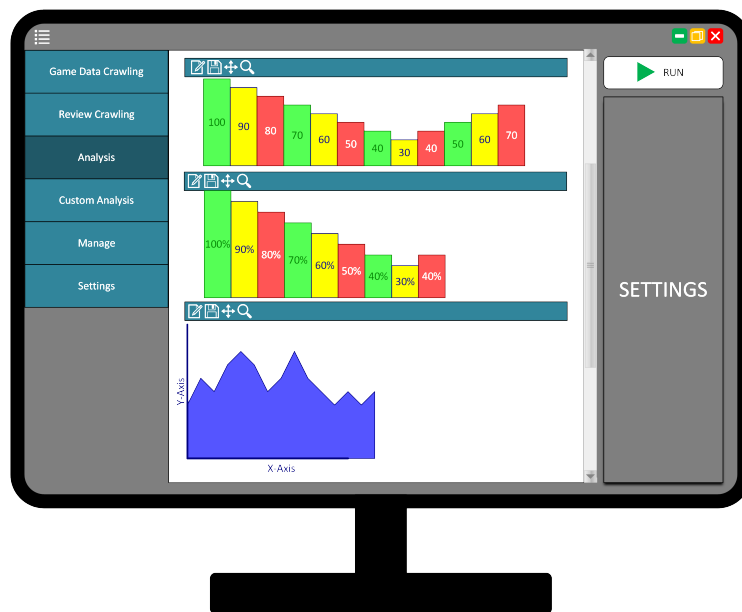 Game Data Crawling
Review Crawling
Analysis
Custom Analysis
Manage
Settings
100 90 80 70 60 50 40 30 40 50 60 70
100% 90% 80% 70% 60% 50% 40% 30% 40%
Y-Axis
X-Axis
RUN
SETTINGS